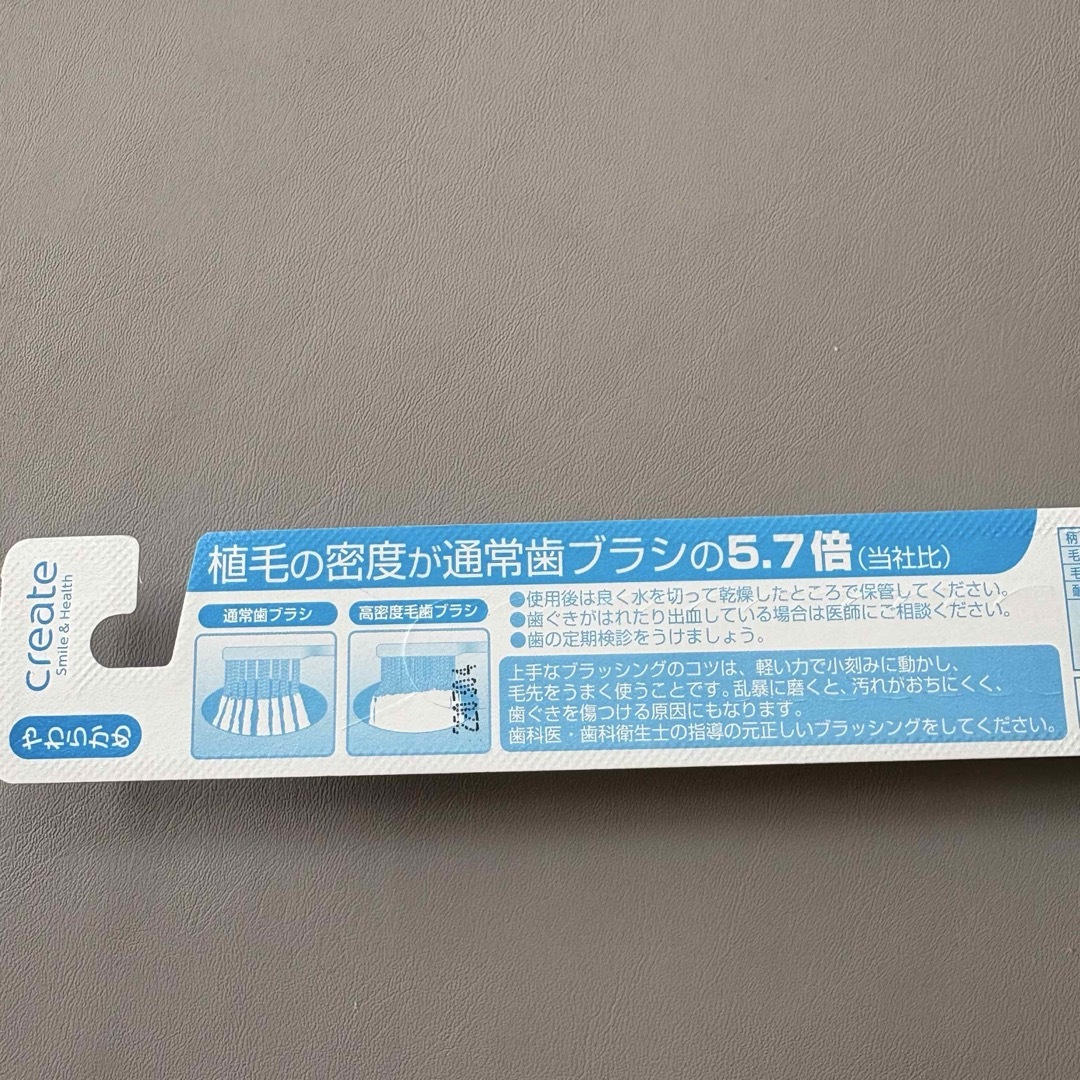 create
Smile & Health
やわらかめ
植毛の密度が通常歯ブラシの5.7倍(当社比)
通常歯ブラシ
高密度毛歯ブラシ
●使用後は良く水を切って乾燥したところで保管してください。
●歯ぐきがはれたり出血している場合は医師にご相談ください。
●歯の定期検診をうけましょう。
上手なブラッシングのコツは、軽い力で小刻みに動かし、
毛先をうまく使うことです。乱暴に磨くと、汚れがおちにくく、
歯ぐきを傷つける原因にもなります。
歯科医・歯科衛生士の指導の元正しいブラッシングをしてください。
柄
毛
毛
耐